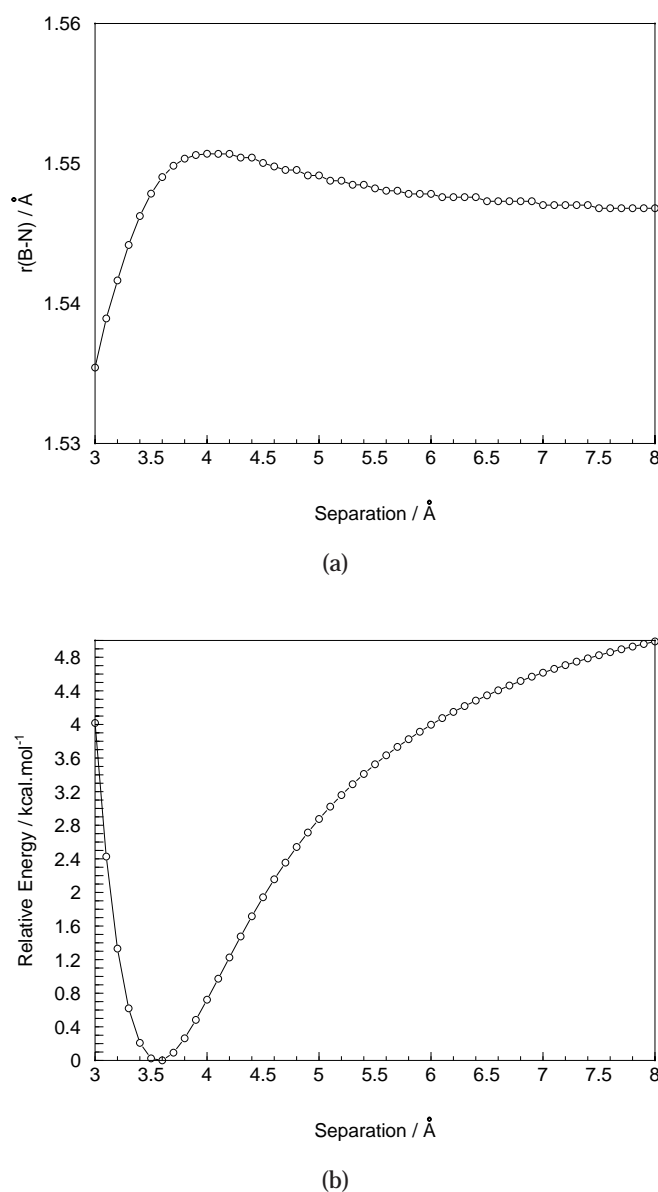 1.56
1.55
1.54
1.53
r(B-N) / Å
3 3.5 4 4.5 5 5.5 6 6.5 7 7.5 8
Separation / Å
(a)
4.8
4.4
4
3.6
3.2
2.8
2.4
2
1.6
1.2
0.8
0.4
0
Relative Energy / kcal.mol⁻¹
3 3.5 4 4.5 5 5.5 6 6.5 7 7.5 8
Separation / Å
(b)